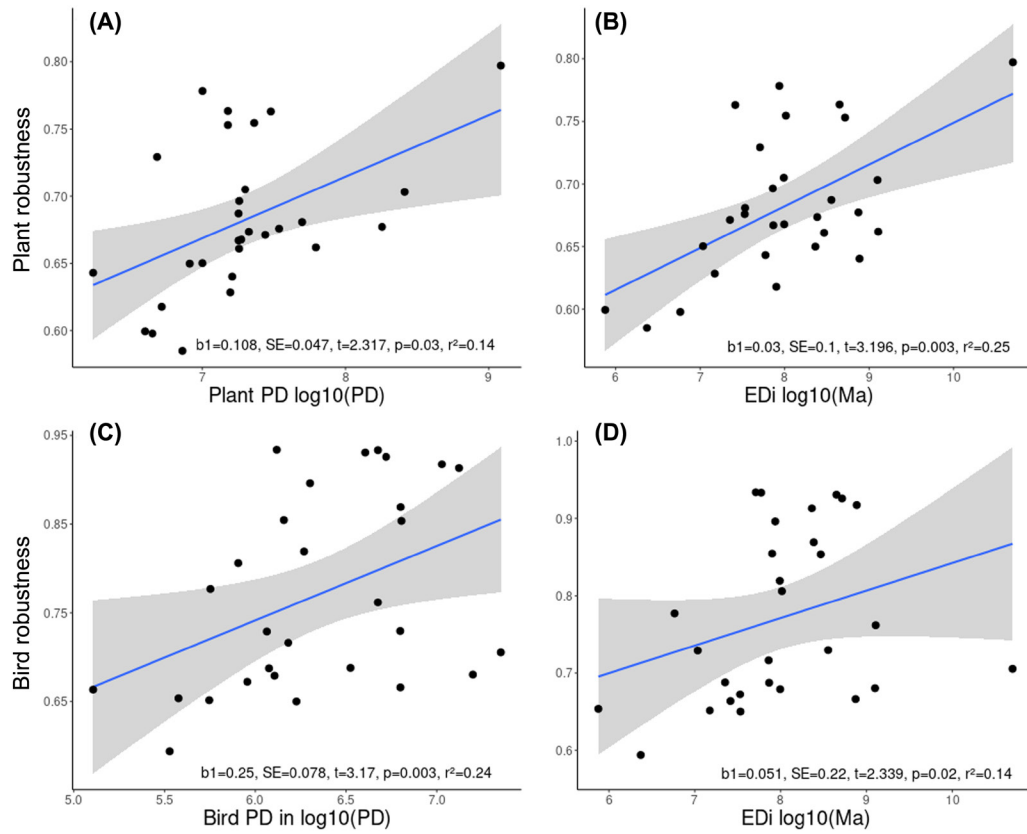 (A)
Plant robustness
0.80
0.75
0.70
0.65
0.60
b1=0.108, SE=0.047, t=2.317, p=0.03, r²=0.14
7 8 9
Plant PD log10(PD)
(B)
0.80
0.75
0.70
0.65
0.60
b1=0.03, SE=0.1, t=3.196, p=0.003, r²=0.25
6 7 8 9 10
EDi log10(Ma)
(C)
Bird robustness
0.95
0.85
0.75
0.65
b1=0.25, SE=0.078, t=3.17, p=0.003, r²=0.24
5.0 5.5 6.0 6.5 7.0
Bird PD in log10(PD)
(D)
1.0
0.9
0.8
0.7
0.6
b1=0.051, SE=0.22, t=2.339, p=0.02, r²=0.14
6 7 8 9 10
EDi log10(Ma)